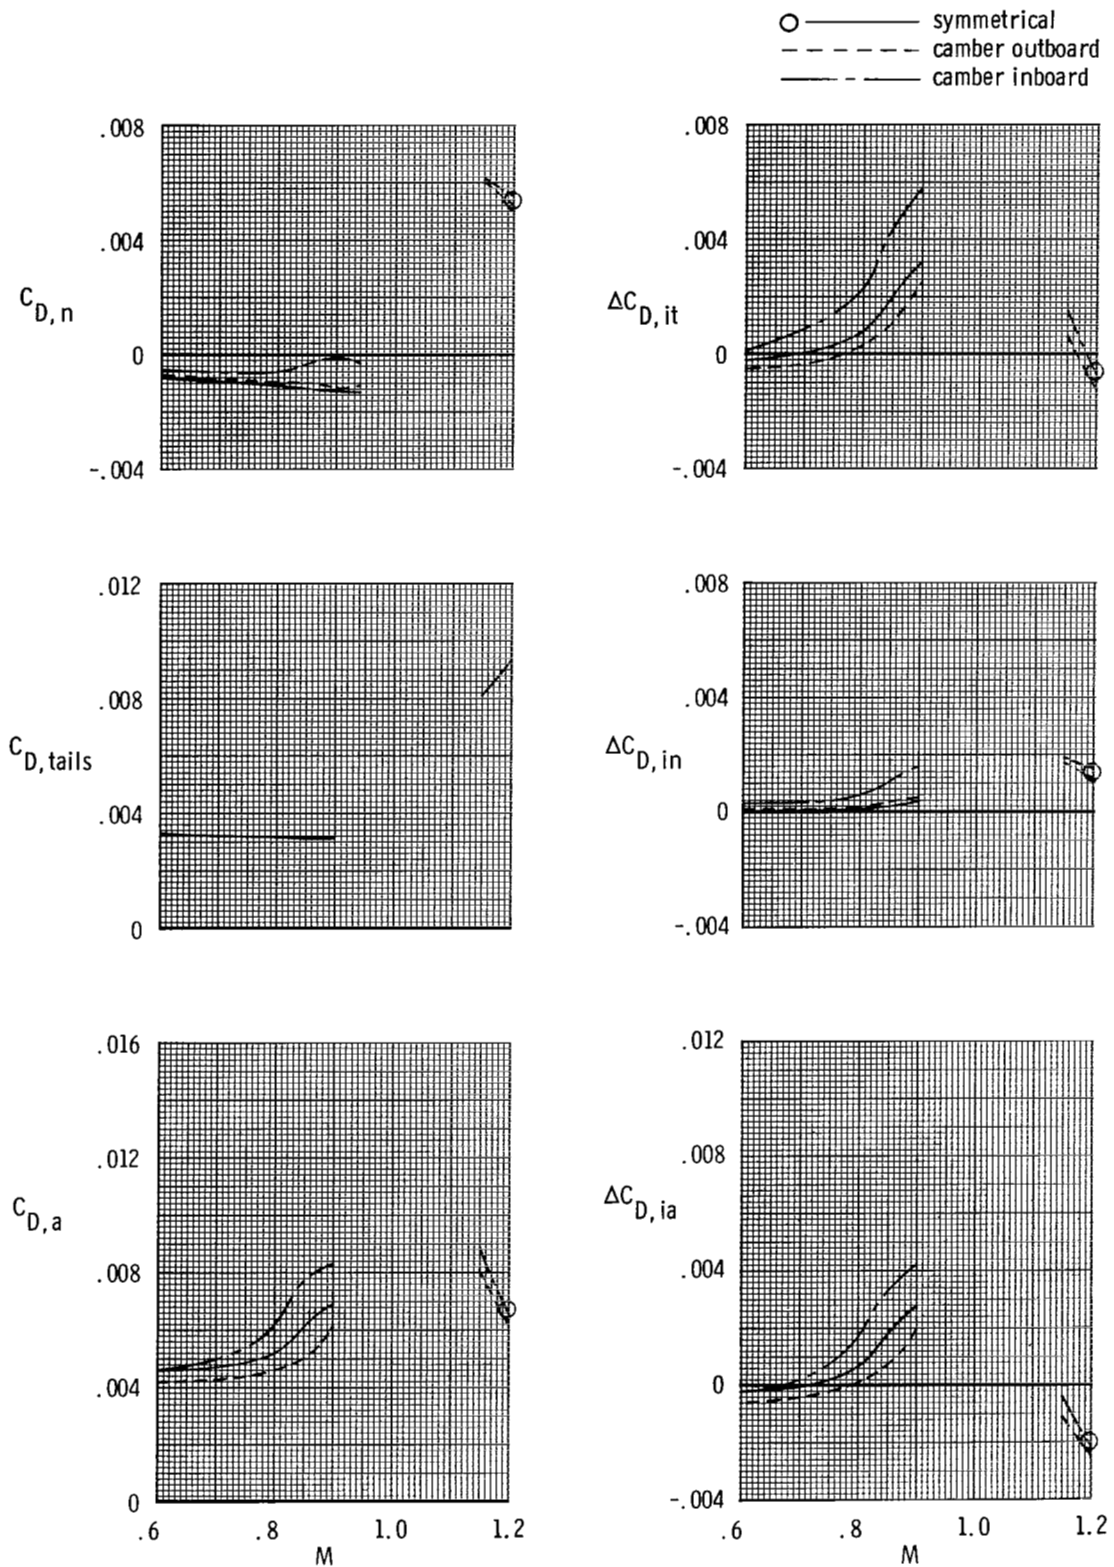 symmetrical
camber outboard
camber inboard
.008
.004
0
-.004
C_D,n
.008
.004
0
-.004
ΔC_D,it
.012
.008
.004
0
C_D,tails
.008
.004
0
-.004
ΔC_D,in
.016
.012
.008
.004
0
C_D,a
.6 .8 1.0 1.2
M
.012
.008
.004
0
-.004
ΔC_D,ia
.6 .8 1.0 1.2
M